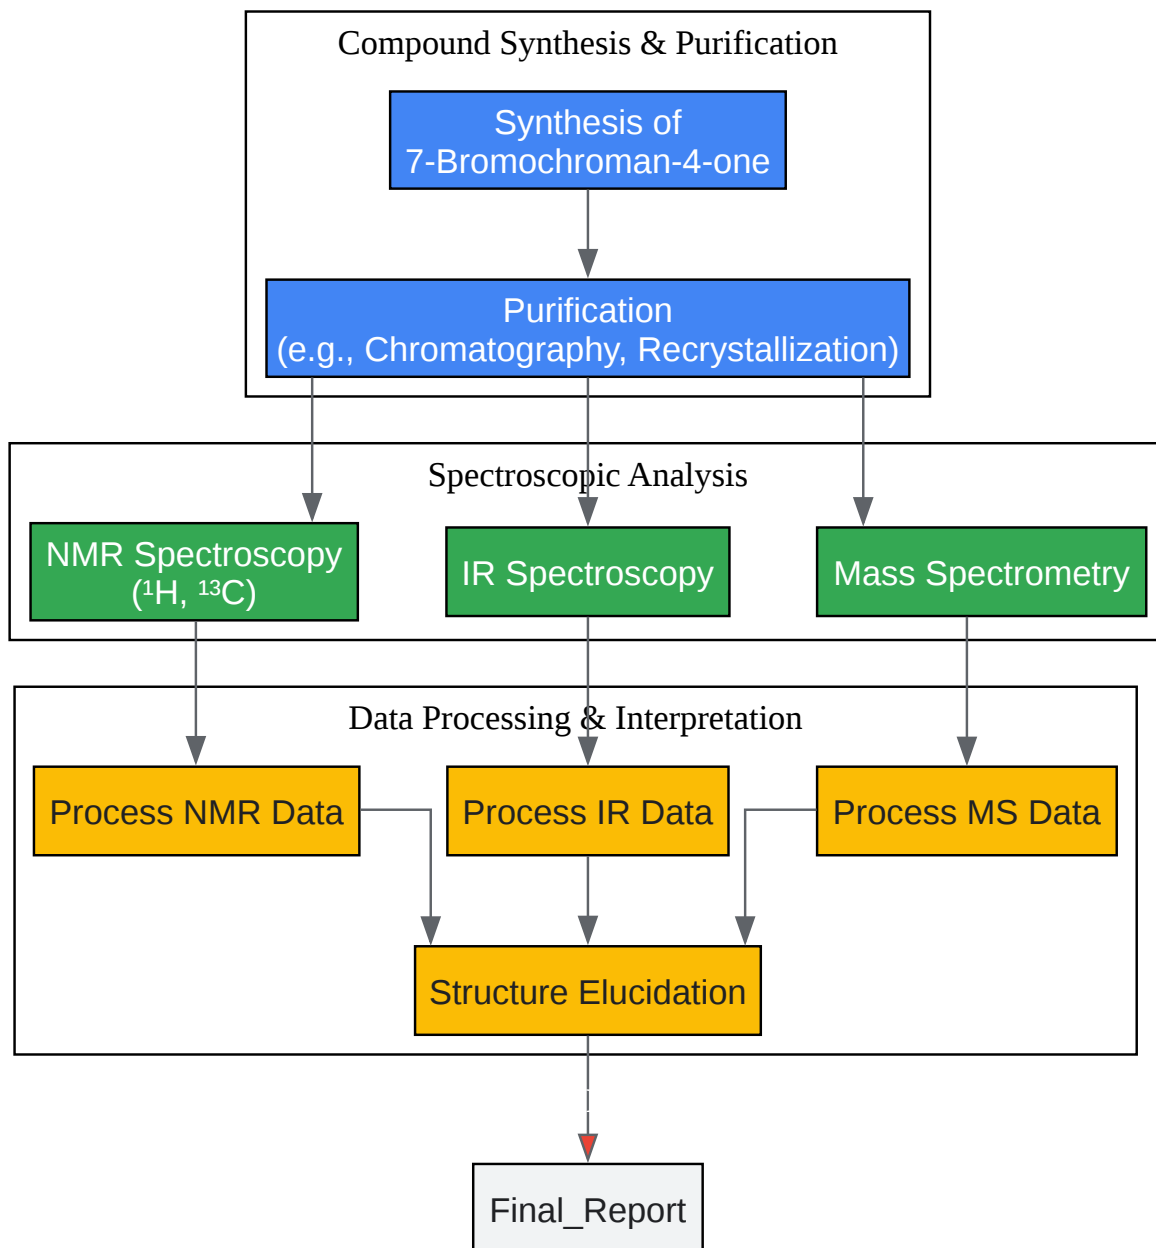 Compound Synthesis & Purification
Synthesis of
7-Bromochroman-4-one
Purification
(e.g., Chromatography, Recrystallization)
Spectroscopic Analysis
NMR Spectroscopy
(¹H, ¹³C)
IR Spectroscopy
Mass Spectrometry
Data Processing & Interpretation
Process NMR Data
Process IR Data
Process MS Data
Structure Elucidation
Final_Report